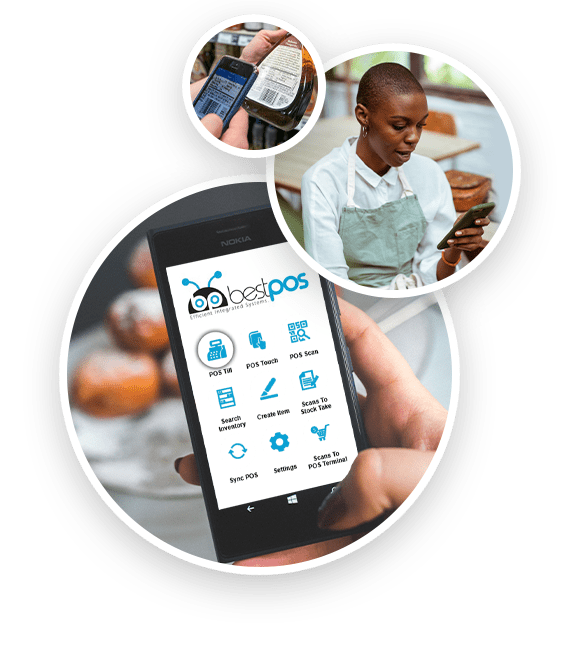 NOKIA
bp bestpos
Efficient Integrated Systems
POS Till
POS Touch
POS Scan
Search
Inventory
Create Item
Scans To
Stock Take
Sync POS
Settings
Scans To
POS Terminal